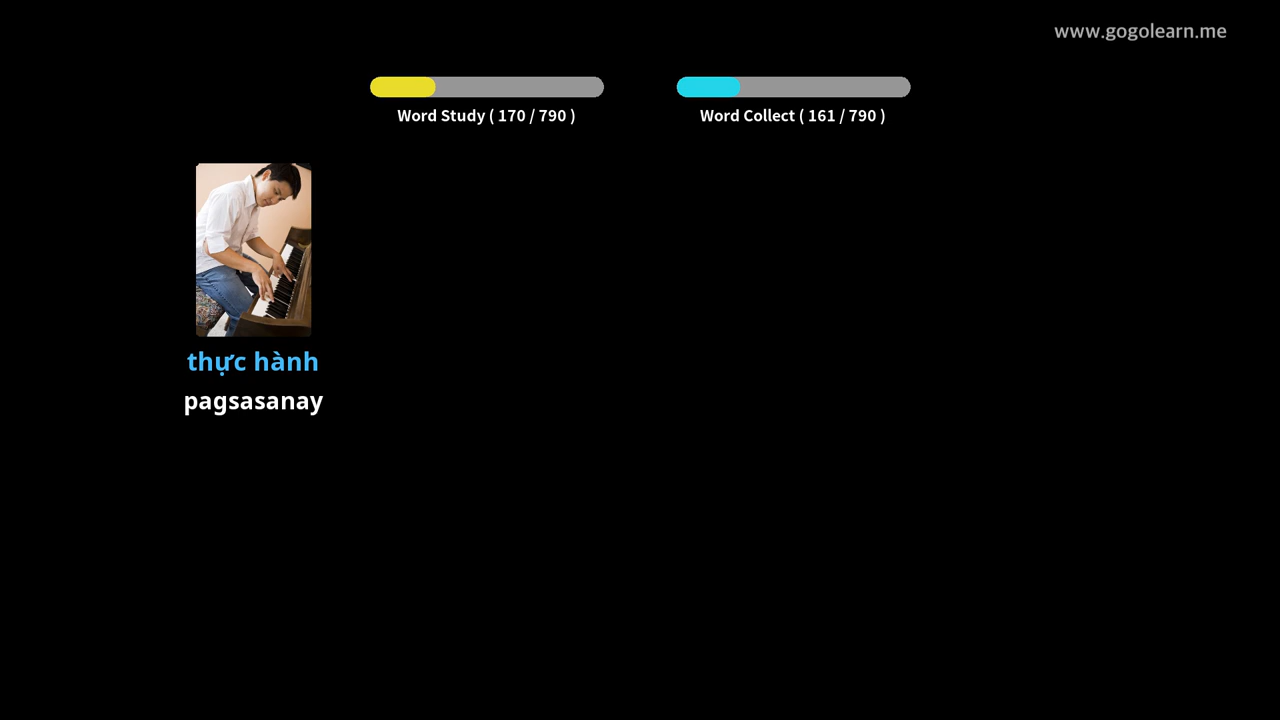 www.gogolearn.me
Word Study ( 170 / 790 )
Word Collect ( 161 / 790 )
thực hành
pagsasanay